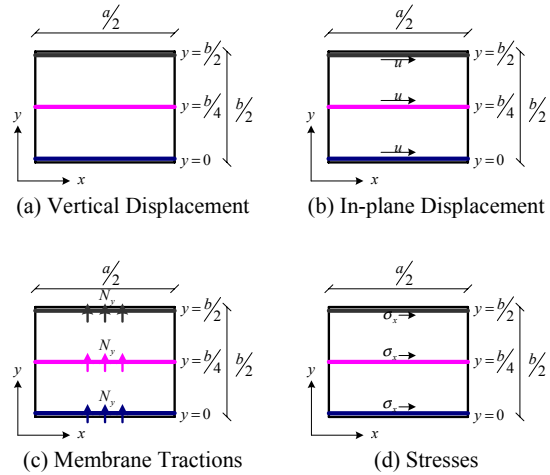 a/2
a/2
y = b/2
y = b/2
u
u
y = b/4
b/2
y = b/4
b/2
y
y
u
y = 0
y = 0
x
x
(a) Vertical Displacement
(b) In-plane Displacement
a/2
a/2
N_y
y = b/2
σ_x
y = b/2
N_y
y = b/4
b/2
σ_x
y = b/4
b/2
y
y
N_y
y = 0
σ_x
y = 0
x
x
(c) Membrane Tractions
(d) Stresses